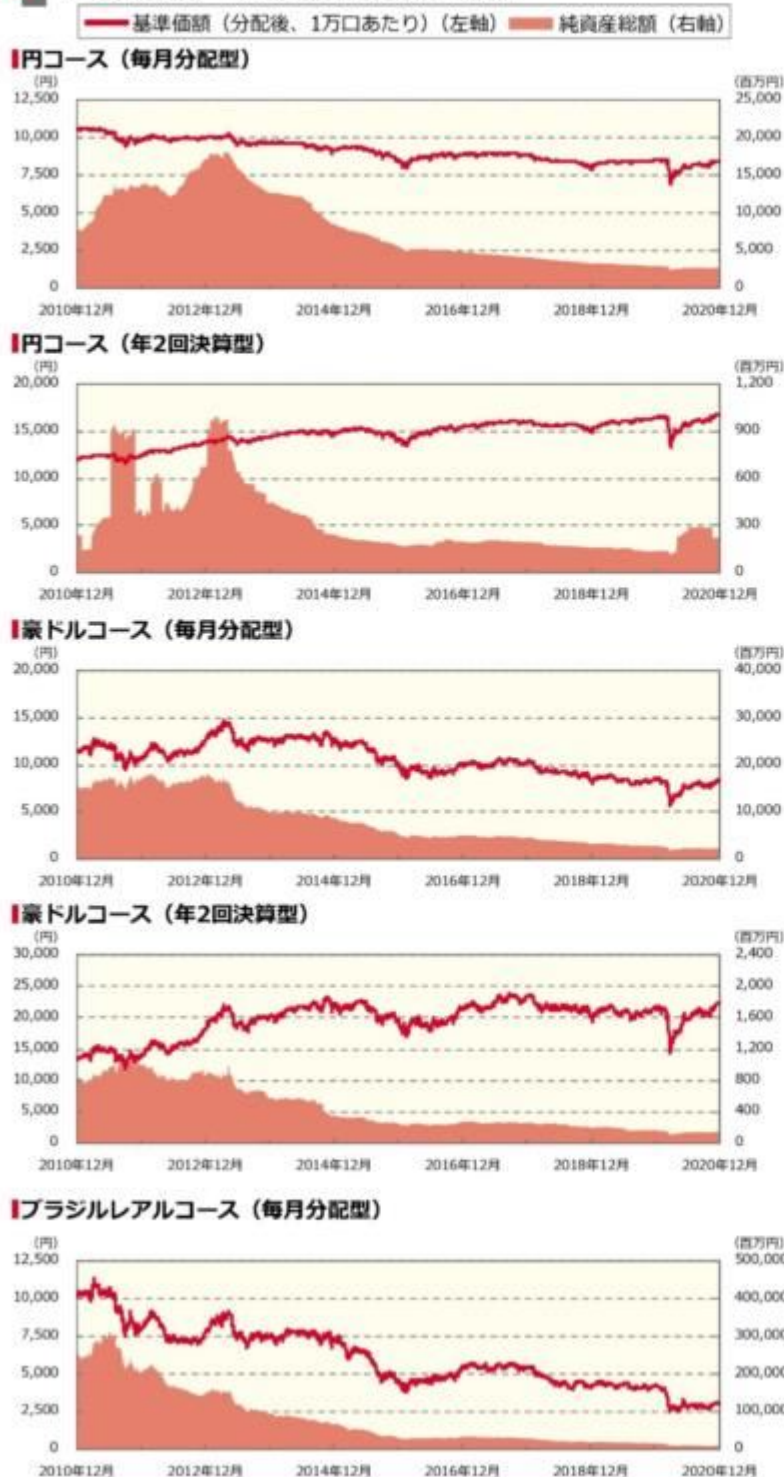 基準価額（分配後、1万口あたり）（左軸） 純資産総額（右軸）
円コース（毎月分配型）
（円） （百万円）
12,500 25,000
10,000 20,000
7,500 15,000
5,000 10,000
2,500 5,000
0 0
2010年12月 2012年12月 2014年12月 2016年12月 2018年12月 2020年12月
円コース（年2回決算型）
（円） （百万円）
20,000 1,200
15,000 900
10,000 600
5,000 300
0 0
2010年12月 2012年12月 2014年12月 2016年12月 2018年12月 2020年12月
豪ドルコース（毎月分配型）
（円） （百万円）
20,000 40,000
15,000 30,000
10,000 20,000
5,000 10,000
0 0
2010年12月 2012年12月 2014年12月 2016年12月 2018年12月 2020年12月
豪ドルコース（年2回決算型）
（円） （百万円）
30,000 2,400
25,000 2,000
20,000 1,600
15,000 1,200
10,000 800
5,000 400
0 0
2010年12月 2012年12月 2014年12月 2016年12月 2018年12月 2020年12月
ブラジルレアルコース（毎月分配型）
（円） （百万円）
12,500 500,000
10,000 400,000
7,500 300,000
5,000 200,000
2,500 100,000
0 0
2010年12月 2012年12月 2014年12月 2016年12月 2018年12月 2020年12月